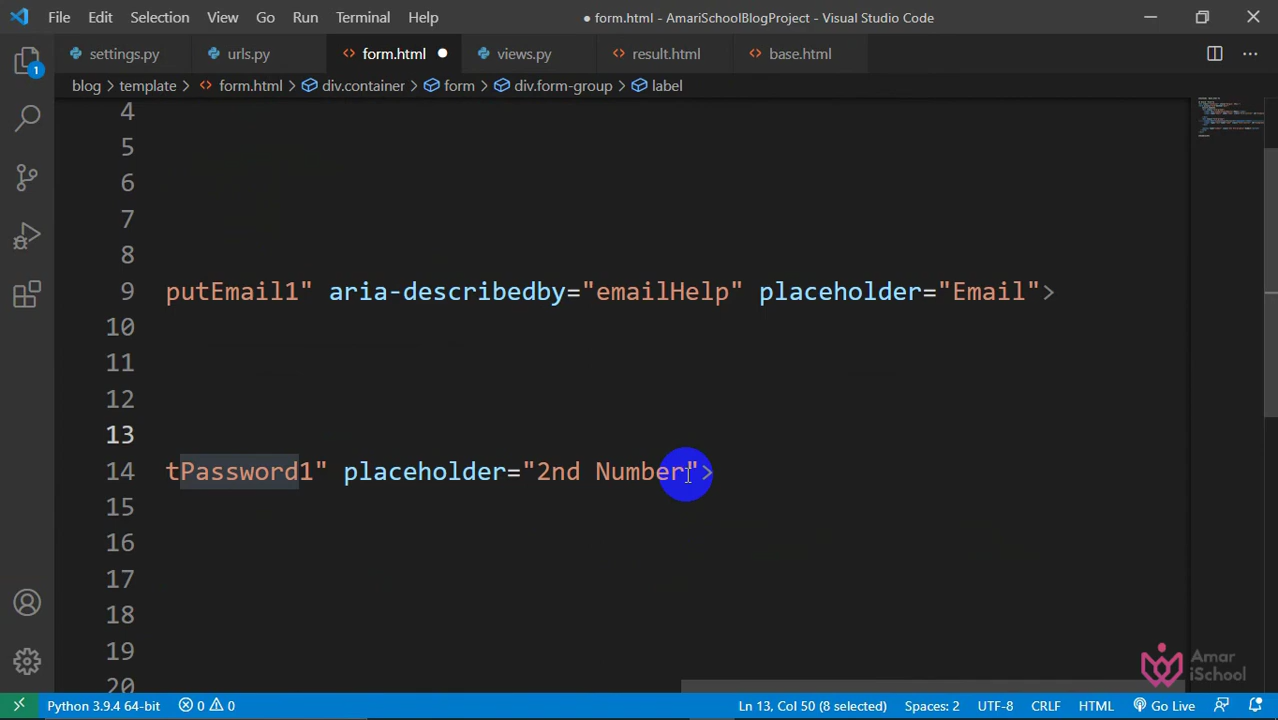 File Edit Selection View Go Run Terminal Help ● form.html - AmariSchoolBlogProject - Visual Studio Code
settings.py urls.py <> form.html ● views.py <> result.html <> base.html ...
blog > template > <> form.html > div.container > form > div.form-group > label
1
4
5
6
7
8
9 putEmail1" aria-describedby="emailHelp" placeholder="Email">
10
11
12
13
14 tPassword1" placeholder="2nd Number">
15
16
17
18
19
20
Amar
iSchool
Python 3.9.4 64-bit 0 0 Ln 13, Col 50 (8 selected) Spaces: 2 UTF-8 CRLF HTML Go Live